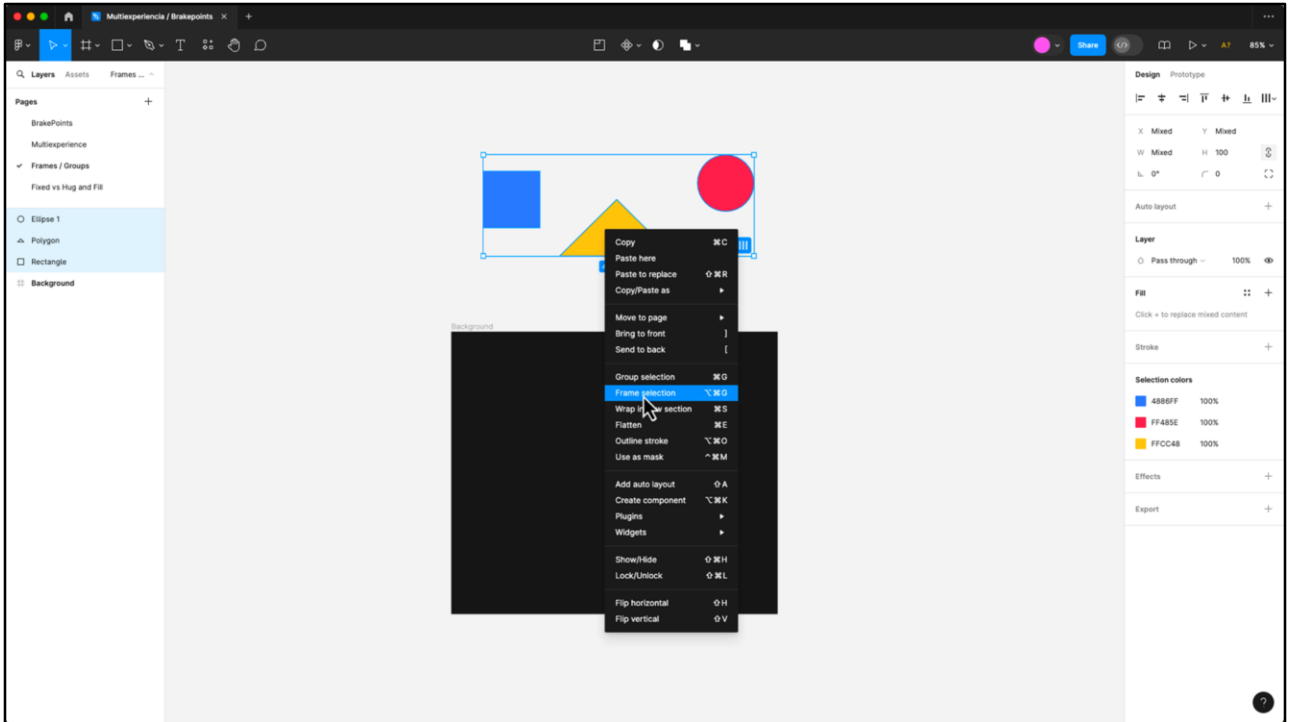 Multiexperiencia / Brakepoints
Share
A?
85%
Layers Assets Frames ...
Pages
BrakePoints
Multiexperience
Frames / Groups
Fixed vs Hug and Fill
Ellipse 1
Polygon
Rectangle
Background
Background
Copy ⌘C
Paste here
Paste to replace ⇧⌘R
Copy/Paste as
Move to page
Bring to front ]
Send to back [
Group selection ⌘G
Frame selection ⌥⌘G
Wrap in new section ⌘S
Flatten ⌘E
Outline stroke ⌥⌘O
Use as mask ^⌘M
Add auto layout ⇧A
Create component ⌥⌘K
Plugins
Widgets
Show/Hide ⇧⌘H
Lock/Unlock ⇧⌘L
Flip horizontal ⇧H
Flip vertical ⇧V
Design Prototype
X Mixed Y Mixed
W Mixed H 100
0° 0
Auto layout
Layer
Pass through 100%
Fill
Click + to replace mixed content
Stroke
Selection colors
4886FF 100%
FF485E 100%
FFCC48 100%
Effects
Export
?